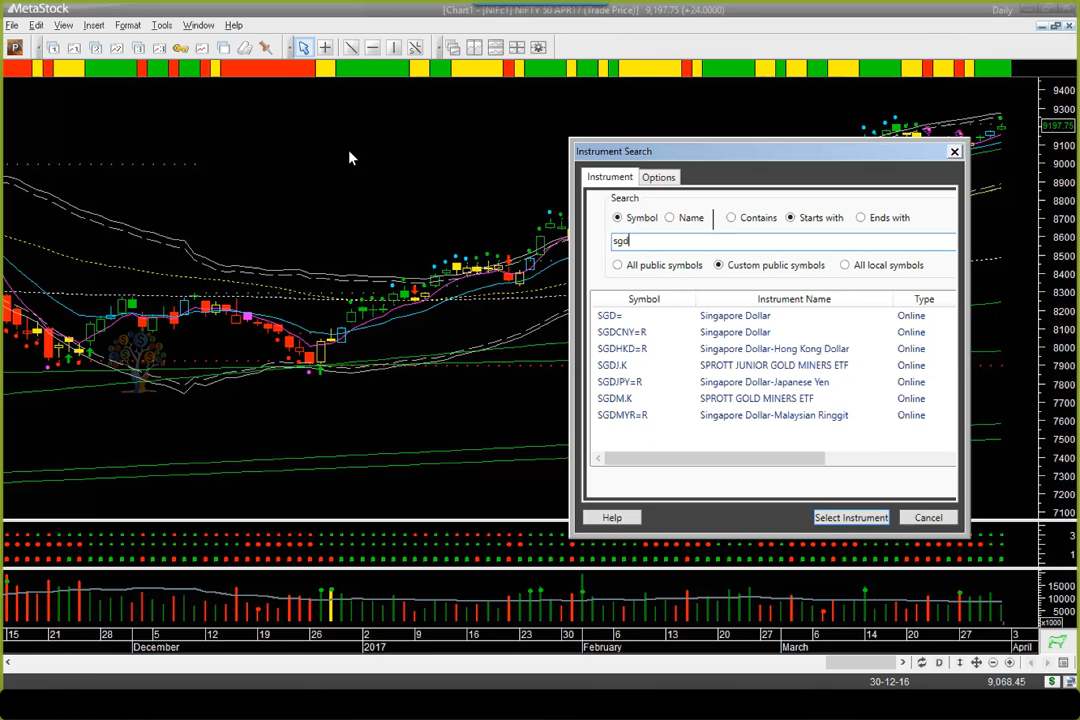 MetaStock
[Chart1 - [NIFc1) NIFTY 50 APR17 (Trade Price)] 9,197.75 (+24.0000)
Daily
File Edit View Insert Format Tools Window Help
P
9400
9300
9197.75
9100
9000
8900
8800
8700
8600
8500
8400
8300
8200
8100
8000
7900
7800
7700
7600
7500
7400
7300
7200
7100
Instrument Search
Instrument Options
Search
Symbol Name Contains Starts with Ends with
sgd
All public symbols Custom public symbols All local symbols
Symbol Instrument Name Type
SGD= Singapore Dollar Online
SGDCNY=R Singapore Dollar Online
SGDHKD=R Singapore Dollar-Hong Kong Dollar Online
SGDJ.K SPROTT JUNIOR GOLD MINERS ETF Online
SGDJPY=R Singapore Dollar-Japanese Yen Online
SGDM.K SPROTT GOLD MINERS ETF Online
SGDMYR=R Singapore Dollar-Malaysian Ringgit Online
Help Select Instrument Cancel
3
1
15000
10000
5000
x1000
15 21 28 5 12 19 26 2 9 16 23 30 6 13 20 27 6 14 20 27 3
December 2017 February March April
D
30-12-16 9,068.45 $